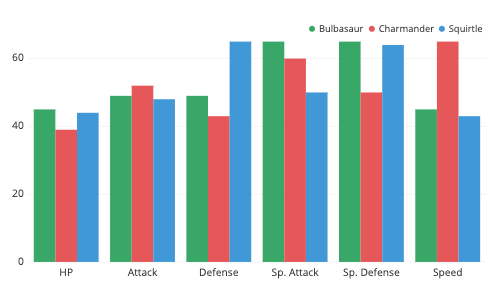 Bulbasaur Charmander Squirtle
60
40
20
0
HP Attack Defense Sp. Attack Sp. Defense Speed